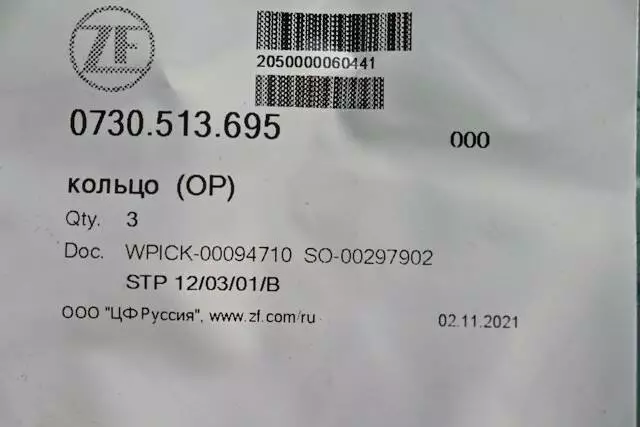 ZF
2050000060441
0730.513.695
000
кольцо (OP)
Qty. 3
Doc. WPICK-00094710 SO-00297902
STP 12/03/01/B
ООО "ЦФ Руссия", www.zf.com/ru
02.11.2021